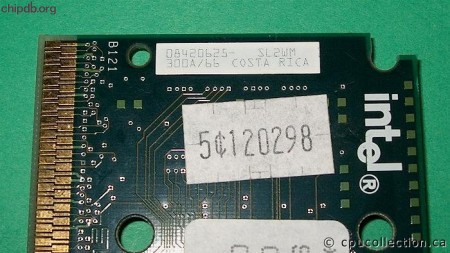 chipdb.org
B121
08420625- SL2WM
300A/66 COSTA RICA
intel®
5¢120298
© cpucollection.ca